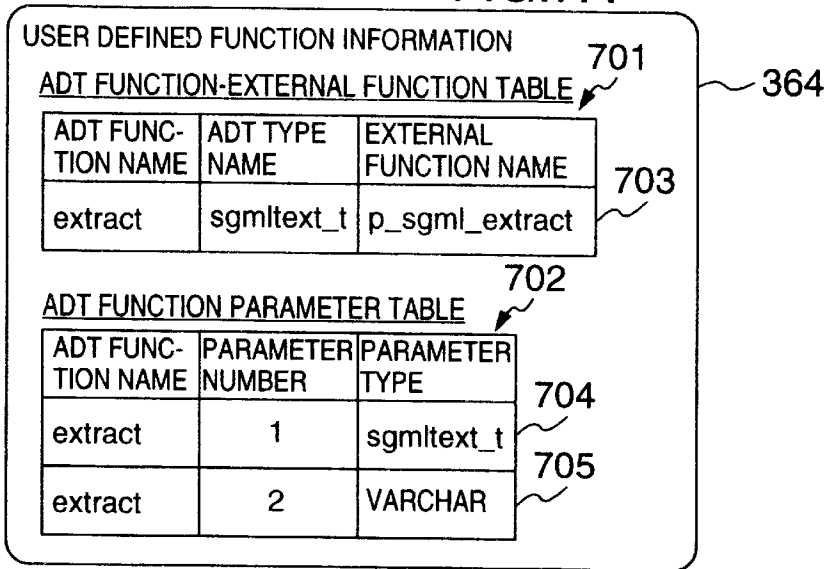 USER DEFINED FUNCTION INFORMATION
701
364
ADT FUNCTION-EXTERNAL FUNCTION TABLE
ADT FUNC-TION NAME ADT TYPE NAME EXTERNAL FUNCTION NAME
703
extract sgmltext_t p_sgml_extract
702
ADT FUNCTION PARAMETER TABLE
ADT FUNC-TION NAME PARAMETER NUMBER PARAMETER TYPE
704
extract 1 sgmltext_t
705
extract 2 VARCHAR